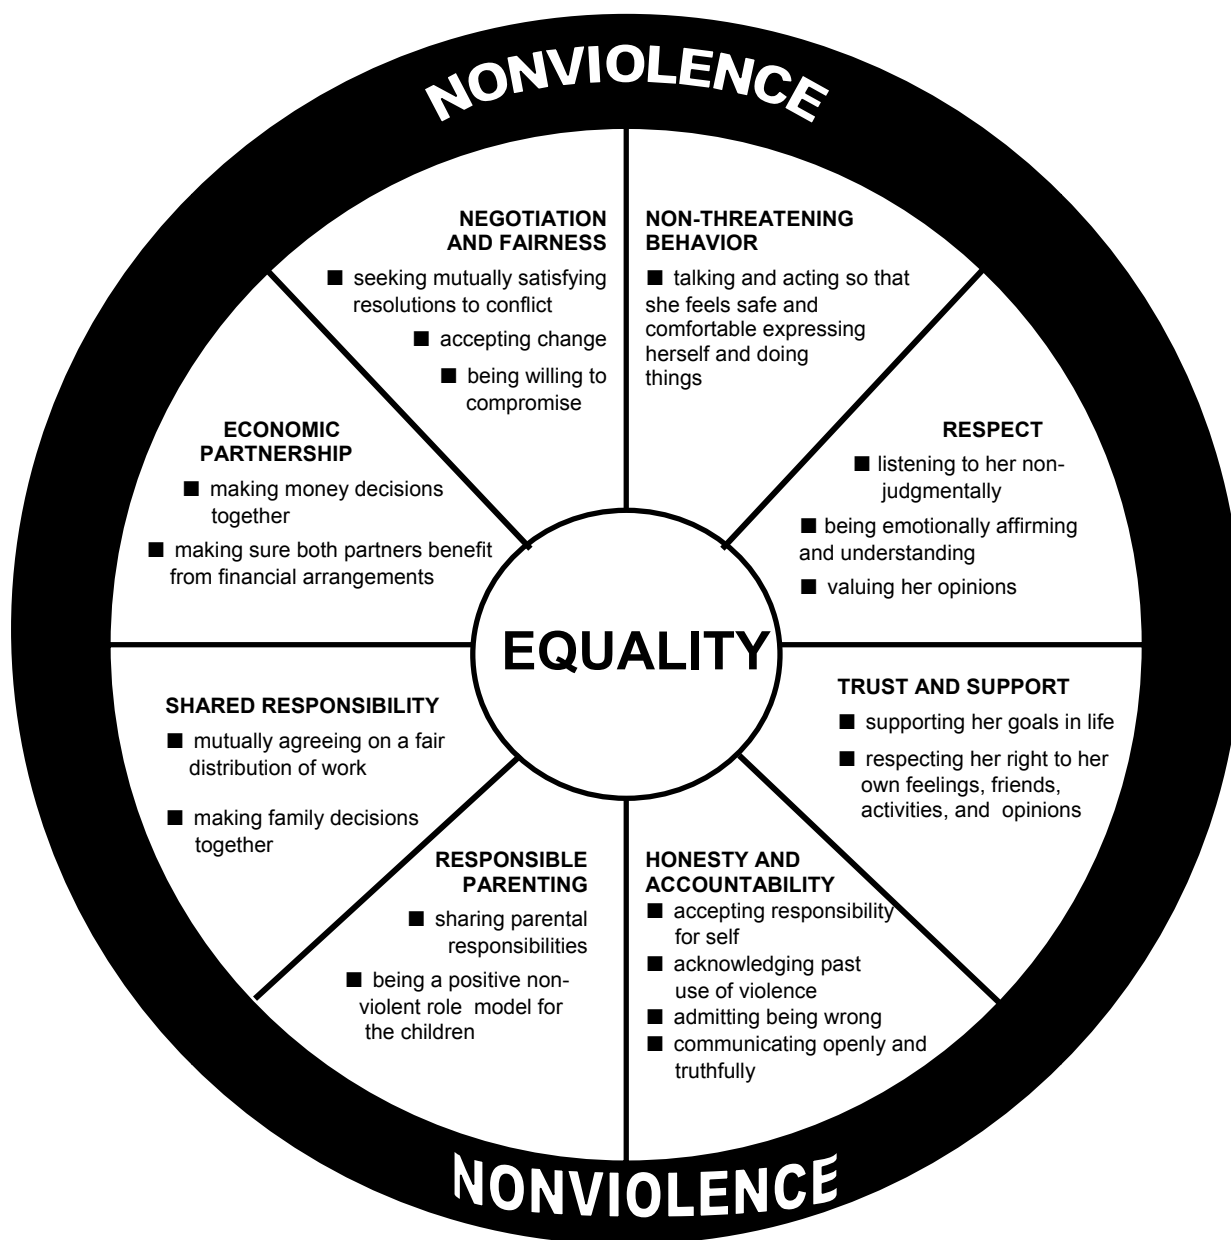 NONVIOLENCE
NEGOTIATION
AND FAIRNESS
■ seeking mutually satisfying
resolutions to conflict
■ accepting change
■ being willing to
compromise
NON-THREATENING
BEHAVIOR
■ talking and acting so that
she feels safe and
comfortable expressing
herself and doing
things
RESPECT
■ listening to her non-
judgmentally
■ being emotionally affirming
and understanding
■ valuing her opinions
TRUST AND SUPPORT
■ supporting her goals in life
■ respecting her right to her
own feelings, friends,
activities, and opinions
HONESTY AND
ACCOUNTABILITY
■ accepting responsibility
for self
■ acknowledging past
use of violence
■ admitting being wrong
■ communicating openly and
truthfully
RESPONSIBLE
PARENTING
■ sharing parental
responsibilities
■ being a positive non-
violent role model for
the children
SHARED RESPONSIBILITY
■ mutually agreeing on a fair
distribution of work
■ making family decisions
together
ECONOMIC
PARTNERSHIP
■ making money decisions
together
■ making sure both partners benefit
from financial arrangements
EQUALITY
NONVIOLENCE